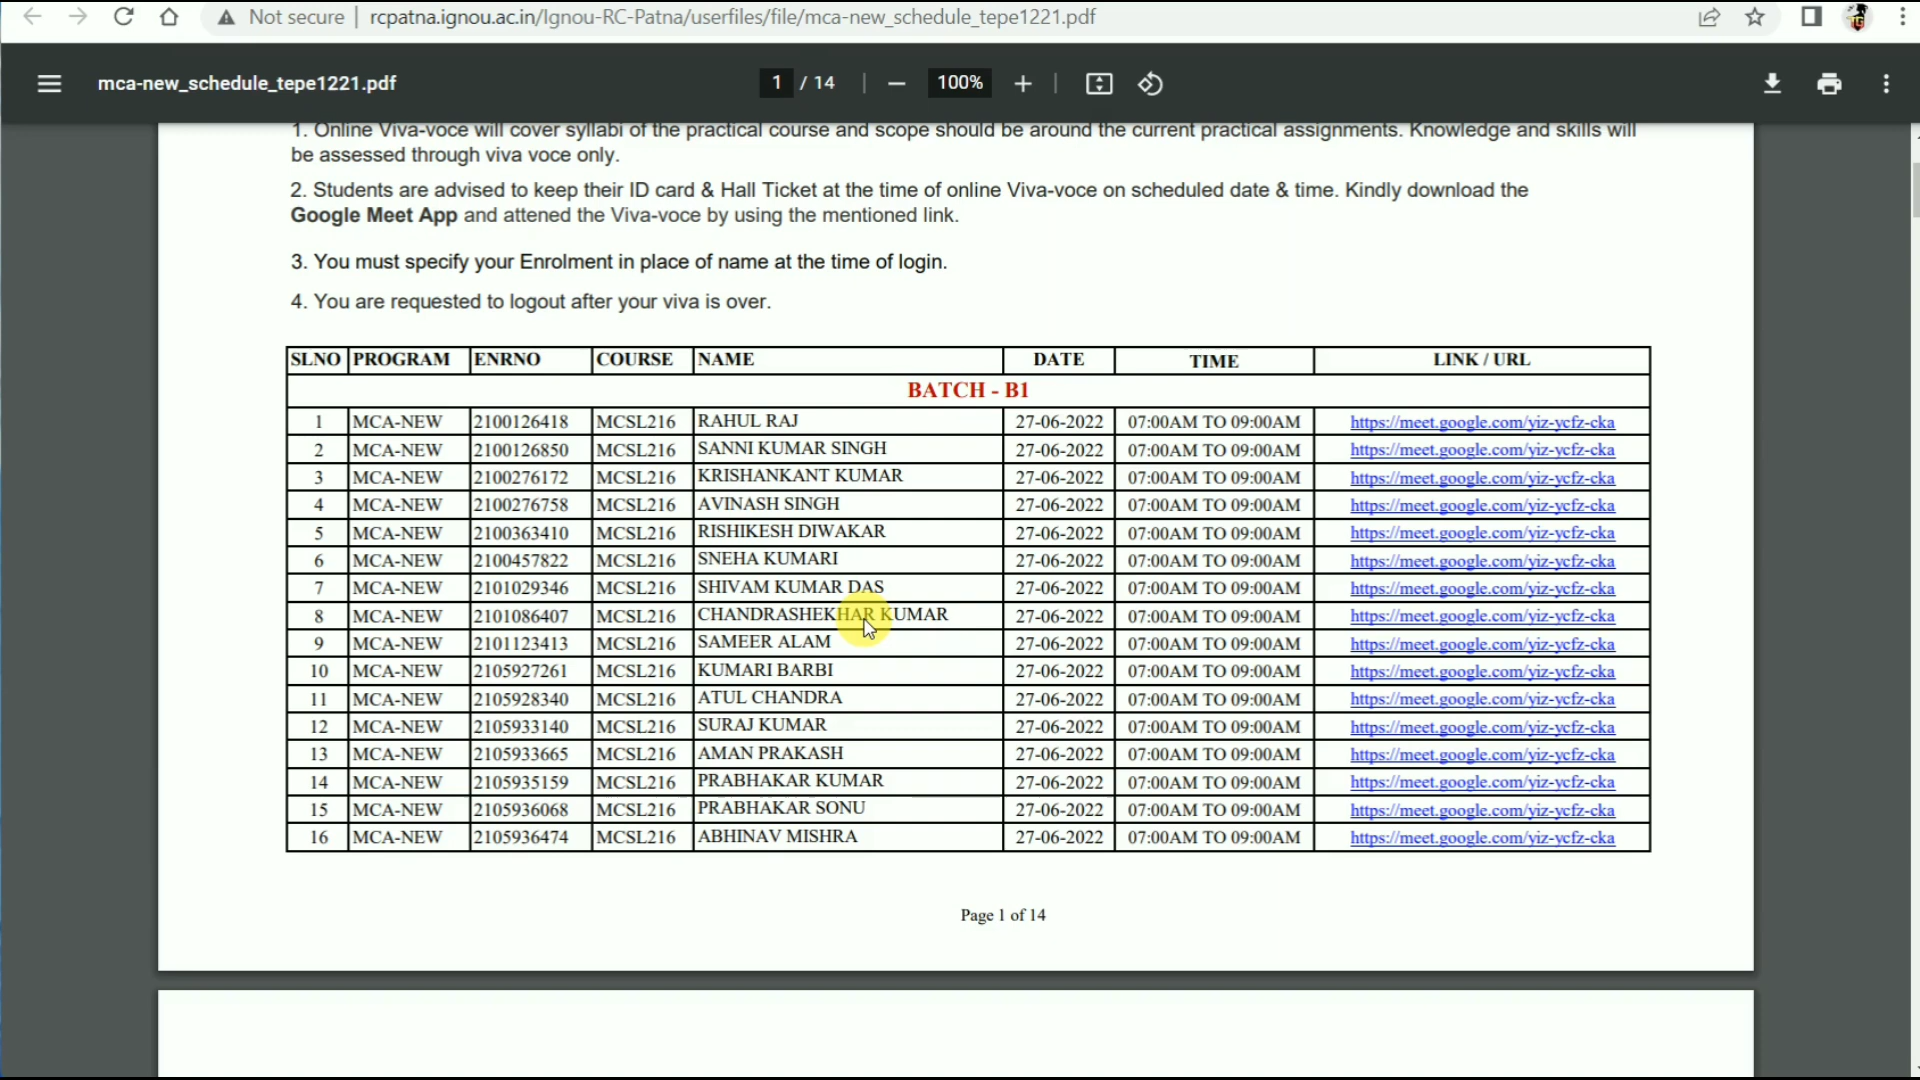 Not secure | rcpatna.ignou.ac.in/Ignou-RC-Patna/userfiles/file/mca-new_schedule_tepe1221.pdf
mca-new_schedule_tepe1221.pdf 1 / 14 100%
1. Online Viva-voce will cover syllabi of the practical course and scope should be around the current practical assignments. Knowledge and skills will
be assessed through viva voce only.
2. Students are advised to keep their ID card & Hall Ticket at the time of online Viva-voce on scheduled date & time. Kindly download the
Google Meet App and attened the Viva-voce by using the mentioned link.
3. You must specify your Enrolment in place of name at the time of login.
4. You are requested to logout after your viva is over.
SLNO PROGRAM ENRNO COURSE NAME DATE TIME LINK / URL
BATCH - B1
1 MCA-NEW 2100126418 MCSL216 RAHUL RAJ 27-06-2022 07:00AM TO 09:00AM https://meet.google.com/yiz-ycfz-cka
2 MCA-NEW 2100126850 MCSL216 SANNI KUMAR SINGH 27-06-2022 07:00AM TO 09:00AM https://meet.google.com/yiz-ycfz-cka
3 MCA-NEW 2100276172 MCSL216 KRISHANKANT KUMAR 27-06-2022 07:00AM TO 09:00AM https://meet.google.com/yiz-ycfz-cka
4 MCA-NEW 2100276758 MCSL216 AVINASH SINGH 27-06-2022 07:00AM TO 09:00AM https://meet.google.com/yiz-ycfz-cka
5 MCA-NEW 2100363410 MCSL216 RISHIKESH DIWAKAR 27-06-2022 07:00AM TO 09:00AM https://meet.google.com/yiz-ycfz-cka
6 MCA-NEW 2100457822 MCSL216 SNEHA KUMARI 27-06-2022 07:00AM TO 09:00AM https://meet.google.com/yiz-ycfz-cka
7 MCA-NEW 2101029346 MCSL216 SHIVAM KUMAR DAS 27-06-2022 07:00AM TO 09:00AM https://meet.google.com/yiz-ycfz-cka
8 MCA-NEW 2101086407 MCSL216 CHANDRASHEKHAR KUMAR 27-06-2022 07:00AM TO 09:00AM https://meet.google.com/yiz-ycfz-cka
9 MCA-NEW 2101123413 MCSL216 SAMEER ALAM 27-06-2022 07:00AM TO 09:00AM https://meet.google.com/yiz-ycfz-cka
10 MCA-NEW 2105927261 MCSL216 KUMARI BARBI 27-06-2022 07:00AM TO 09:00AM https://meet.google.com/yiz-ycfz-cka
11 MCA-NEW 2105928340 MCSL216 ATUL CHANDRA 27-06-2022 07:00AM TO 09:00AM https://meet.google.com/yiz-ycfz-cka
12 MCA-NEW 2105933140 MCSL216 SURAJ KUMAR 27-06-2022 07:00AM TO 09:00AM https://meet.google.com/yiz-ycfz-cka
13 MCA-NEW 2105933665 MCSL216 AMAN PRAKASH 27-06-2022 07:00AM TO 09:00AM https://meet.google.com/yiz-ycfz-cka
14 MCA-NEW 2105935159 MCSL216 PRABHAKAR KUMAR 27-06-2022 07:00AM TO 09:00AM https://meet.google.com/yiz-ycfz-cka
15 MCA-NEW 2105936068 MCSL216 PRABHAKAR SONU 27-06-2022 07:00AM TO 09:00AM https://meet.google.com/yiz-ycfz-cka
16 MCA-NEW 2105936474 MCSL216 ABHINAV MISHRA 27-06-2022 07:00AM TO 09:00AM https://meet.google.com/yiz-ycfz-cka
Page 1 of 14